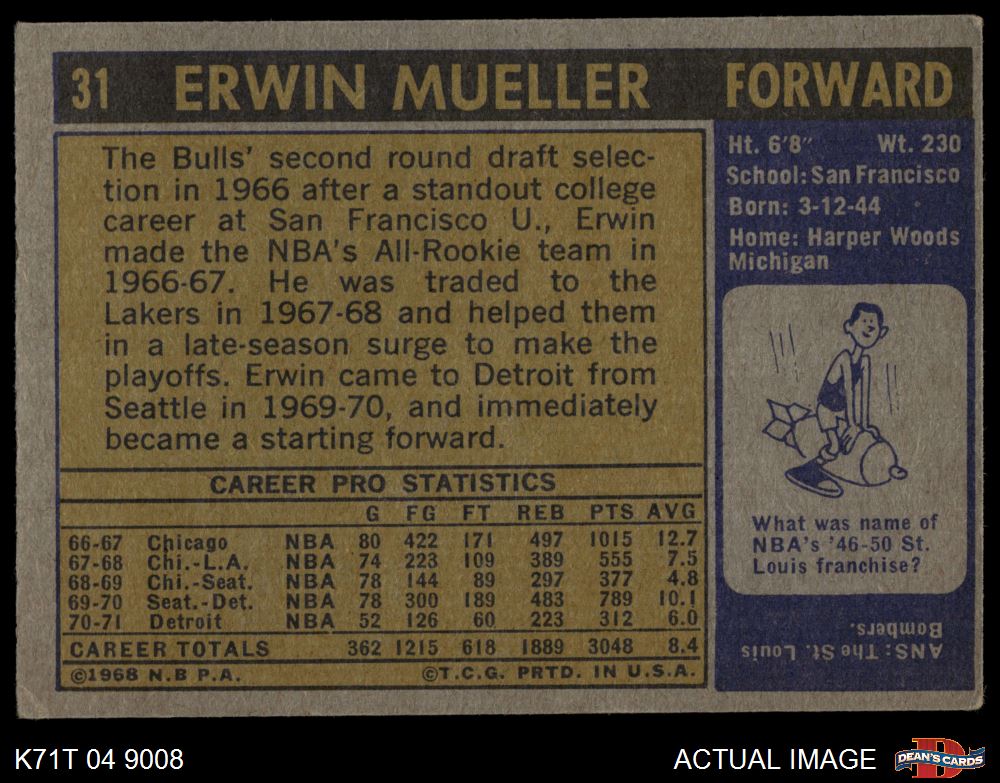 31 ERWIN MUELLER FORWARD
The Bulls' second round draft selec-
tion in 1966 after a standout college
career at San Francisco U., Erwin
made the NBA's All-Rookie team in
1966-67. He was traded to the
Lakers in 1967-68 and helped them
in a late-season surge to make the
playoffs. Erwin came to Detroit from
Seattle in 1969-70, and immediately
became a starting forward.
CAREER PRO STATISTICS
G FG FT REB PTS AVG
66-67 Chicago NBA 80 422 171 497 1015 12.7
67-68 Chi.-L.A. NBA 74 223 109 389 555 7.5
68-69 Chi.-Seat. NBA 78 144 89 297 377 4.8
69-70 Seat.-Det. NBA 78 300 189 483 789 10.1
70-71 Detroit NBA 52 126 60 223 312 6.0
CAREER TOTALS 362 1215 618 1889 3048 8.4
©1968 N.B P.A. ©T.C.G. PRTD. IN U.S.A.
Ht. 6'8" Wt. 230
School: San Francisco
Born: 3-12-44
Home: Harper Woods
Michigan
What was name of
NBA's '46-50 St.
Louis franchise?
ANS: The St. Louis
Bombers.
K71T 04 9008 ACTUAL IMAGE
D
DEAN'S CARDS